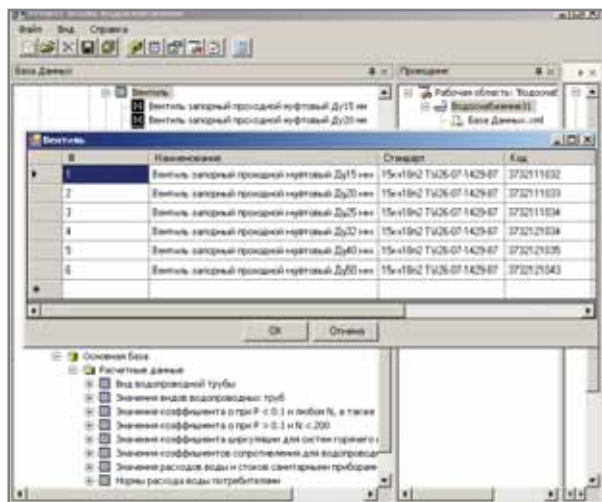 Файл Вид Справка
База Данных
Проводник
Вентиль
Вентиль запорный проходной муфтовый Ду15 мм
Вентиль запорный проходной муфтовый Ду20 мм
Рабочая область: 'Водоснаб
Водоснабжение01
База Данных.xml
Вентиль
# Наименование Стандарт Код
1 Вентиль запорный проходной муфтовый Ду15 мм 15кч18п2 ТУ26-07-1429-87 3732111032
2 Вентиль запорный проходной муфтовый Ду20 мм 15кч18п2 ТУ26-07-1429-87 3732111033
3 Вентиль запорный проходной муфтовый Ду25 мм 15кч18п2 ТУ26-07-1429-87 3732111034
4 Вентиль запорный проходной муфтовый Ду32 мм 15кч18п2 ТУ26-07-1429-87 3732121034
5 Вентиль запорный проходной муфтовый Ду40 мм 15кч18п2 ТУ26-07-1429-87 3732121035
6 Вентиль запорный проходной муфтовый Ду50 мм 15кч18п2 ТУ26-07-1429-87 3732121043
OK Отмена
Основная База
Расчетные данные
Вид водопроводной трубы
Значения видов водопроводных труб
Значения коэффициента α при P < 0.1 и любом N, а также
Значения коэффициента α при P > 0.1 и N < 200
Значения коэффициента циркуляции для систем горячего
Значения коэффициентов сопротивления для водопровод
Значения расходов воды и стоков санитарными приборами
Нормы расхода воды потребителями